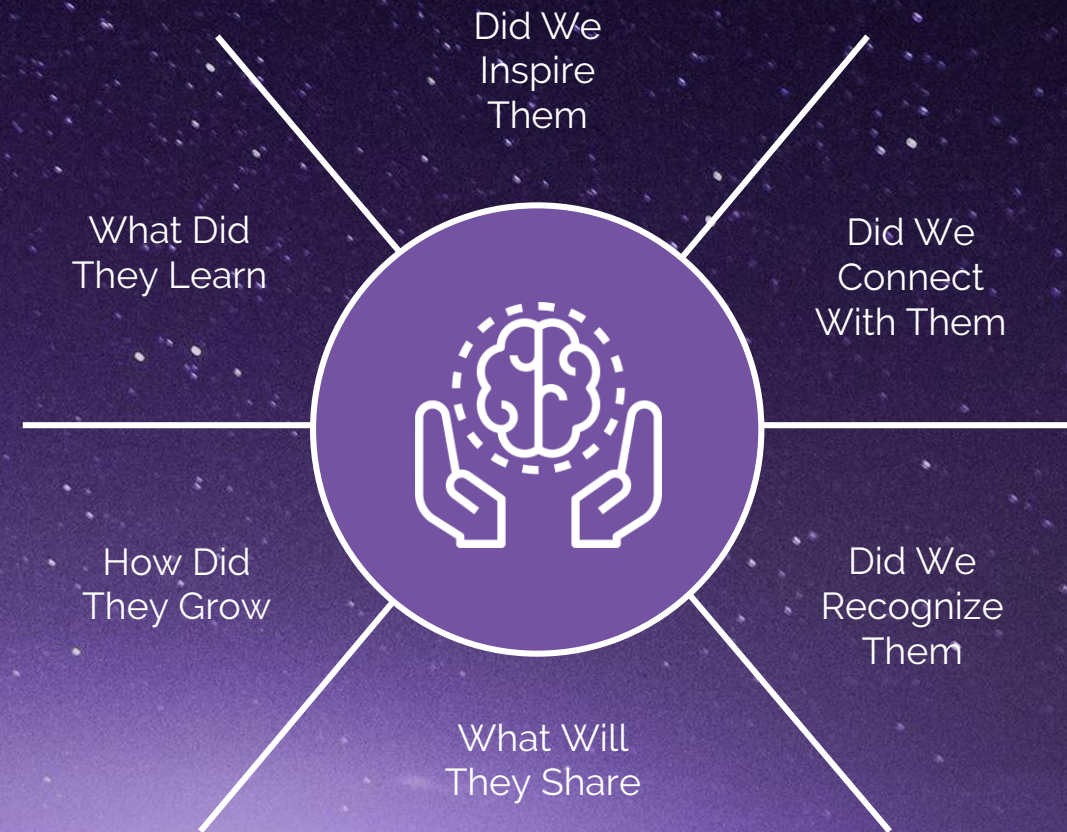 Did We
Inspire
Them
What Did
They Learn
Did We
Connect
With Them
How Did
They Grow
Did We
Recognize
Them
What Will
They Share